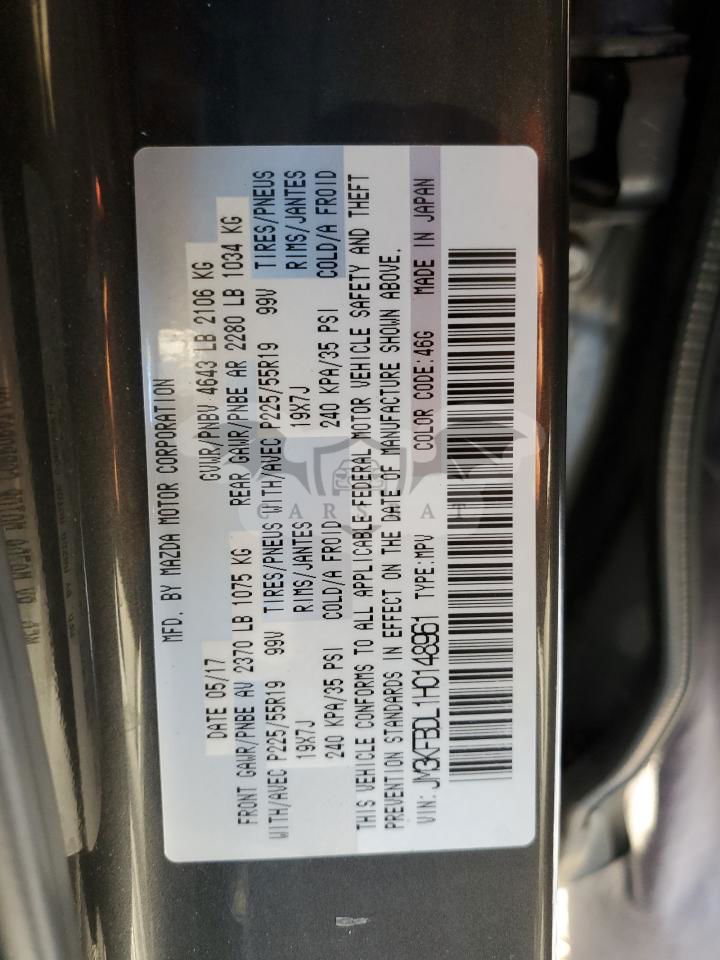 MFD. BY MAZDA MOTOR CORPORATION
DATE 05/17 GVWR/PNBV 4643 LB 2106 KG
FRONT GAWR/PNBE AV 2370 LB 1075 KG REAR GAWR/PNBE AR 2280 LB 1034 KG
WITH/AVEC P225/55R19 99V TIRES/PNEUS WITH/AVEC P225/55R19 99V TIRES/PNEUS
19X7J RIMS/JANTES 19X7J RIMS/JANTES
240 KPA/35 PSI COLD/A FROID 240 KPA/35 PSI COLD/A FROID
THIS VEHICLE CONFORMS TO ALL APPLICABLE FEDERAL MOTOR VEHICLE SAFETY AND THEFT
PREVENTION STANDARDS IN EFFECT ON THE DATE OF MANUFACTURE SHOWN ABOVE.
VIN: JM3KFBDL1H0148961 TYPE:MPV COLOR CODE:46G MADE IN JAPAN